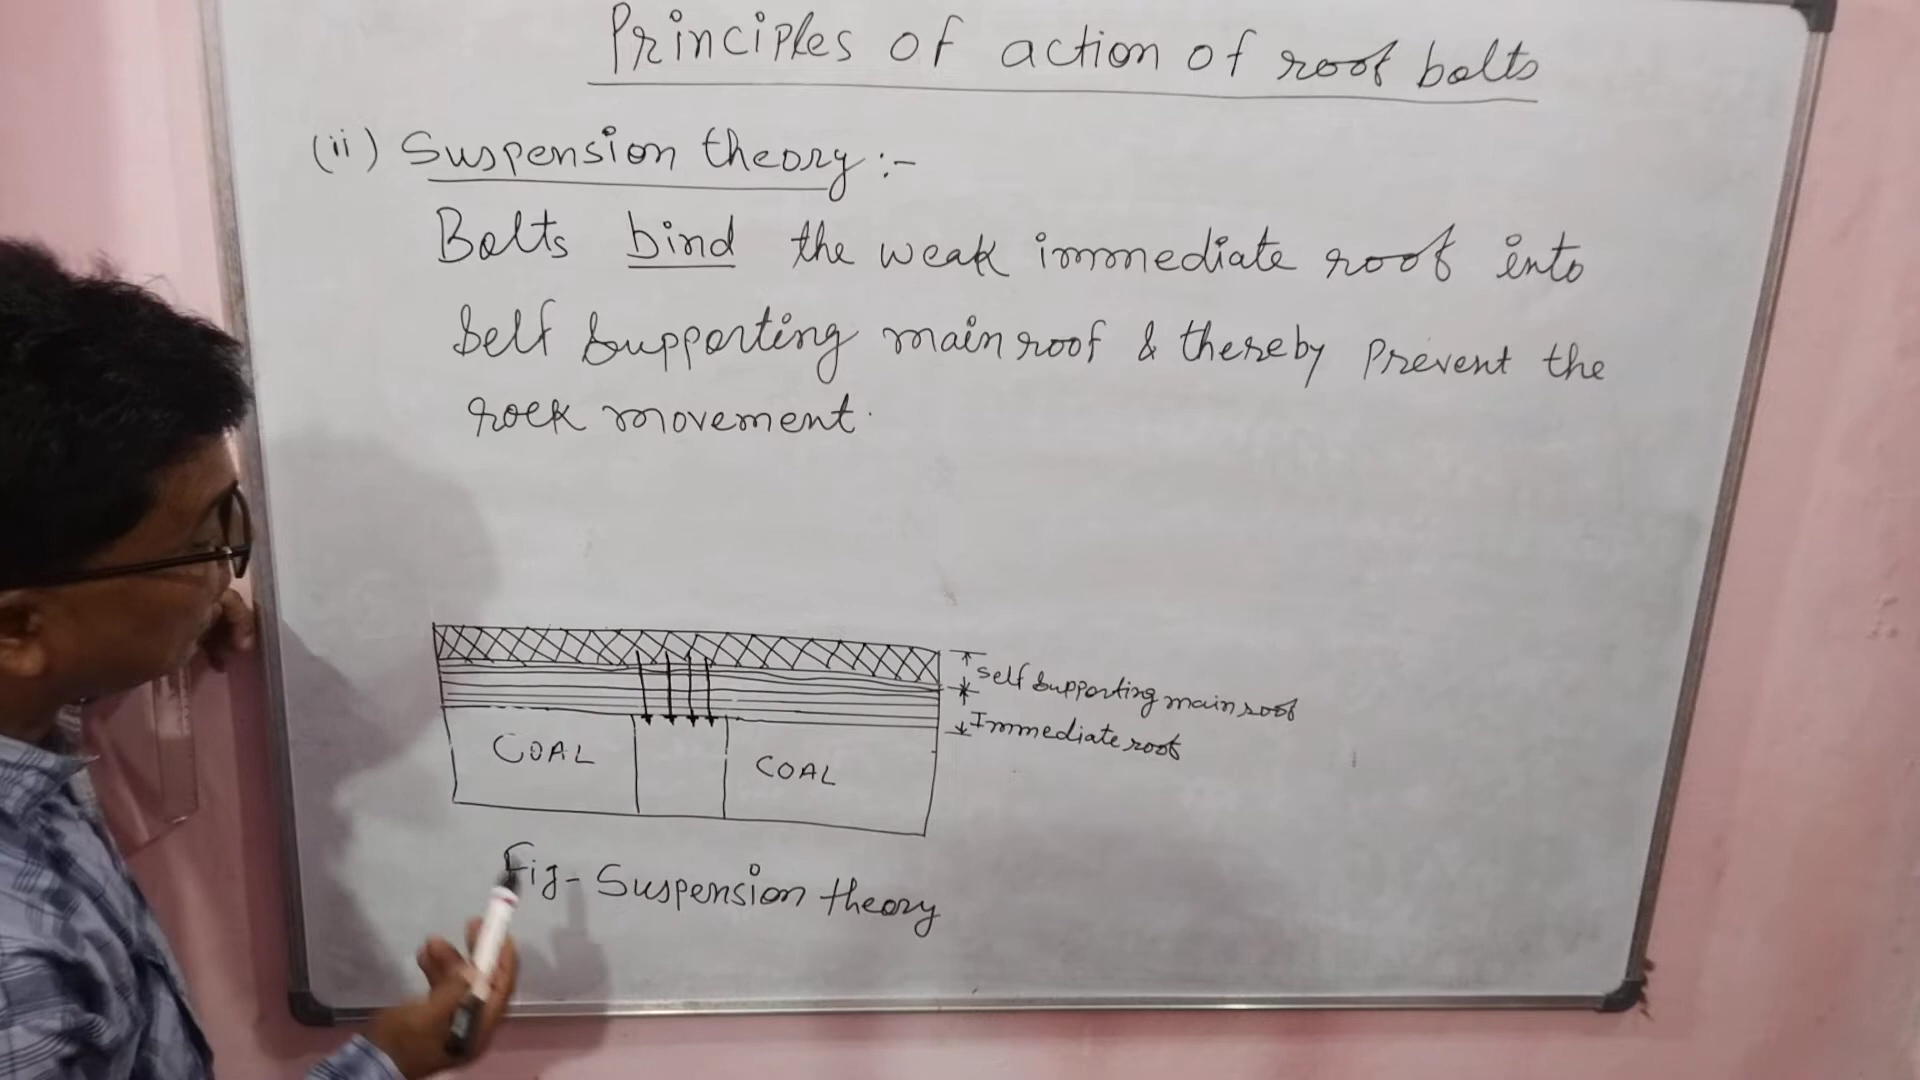 Principles of action of roof bolts
(ii) Suspension theory :-
Bolts bind the weak immediate roof into
self supporting main roof & thereby prevent the
rock movement.
self supporting main roof
Immediate roof
COAL
COAL
Fig- Suspension theory